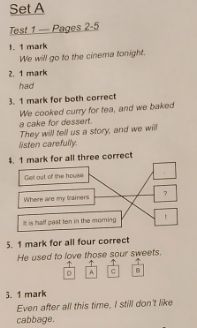 Set A
Test 1 — Pages 2-5
1. 1 mark
We will go to the cinema tonight.
2. 1 mark
had
3. 1 mark for both correct
We cooked curry for tea, and we baked
a cake for dessert.
They will tell us a story, and we will
listen carefully.
4. 1 mark for all three correct
Get out of the house
.
Where are my trainers
?
It is half past ten in the morning
!
5. 1 mark for all four correct
He used to love those sour sweets.
D A C B
6. 1 mark
Even after all this time, I still don't like
cabbage.